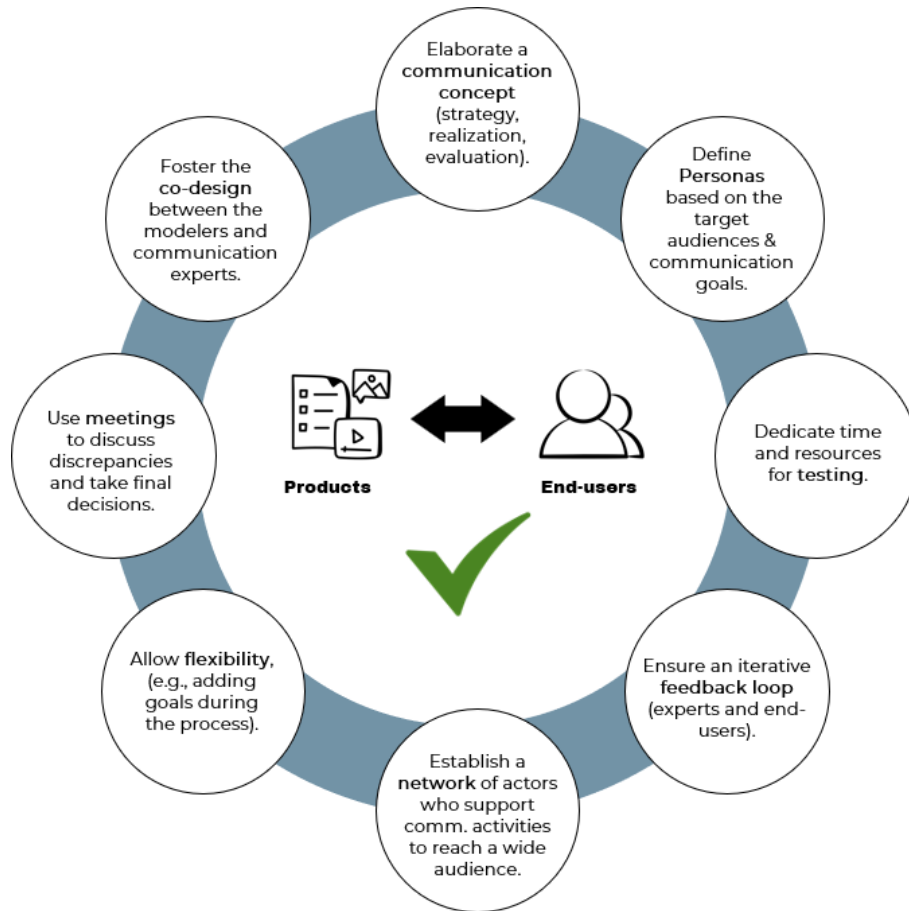 Elaborate a
communication
concept
(strategy,
realization,
evaluation).
Define
Personas
based on the
target
audiences &
communication
goals.
Dedicate time
and resources
for testing.
Ensure an iterative
feedback loop
(experts and end-
users).
Establish a
network of actors
who support
comm. activities
to reach a wide
audience.
Allow flexibility,
(e.g., adding
goals during
the process).
Use meetings
to discuss
discrepancies
and take final
decisions.
Foster the
co-design
between the
modelers and
communication
experts.
Products
End-users